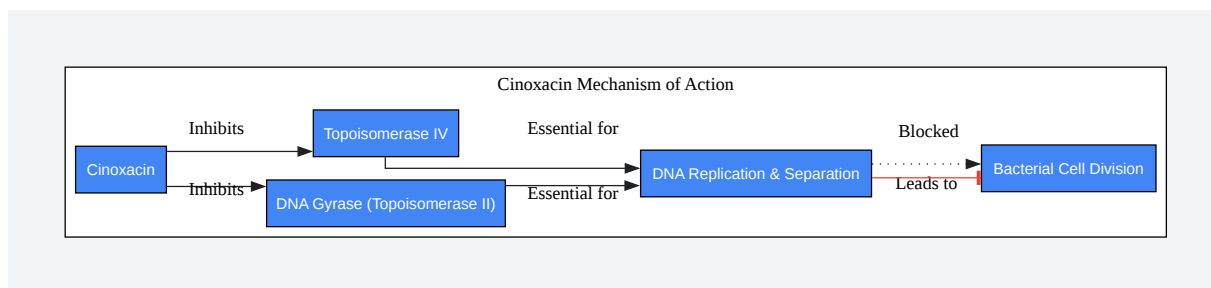 Cinoxacin Mechanism of Action
Inhibits
Topoisomerase IV
Essential for
Blocked
Cinoxacin
DNA Replication & Separation
Bacterial Cell Division
Inhibits
DNA Gyrase (Topoisomerase II)
Essential for
Leads to